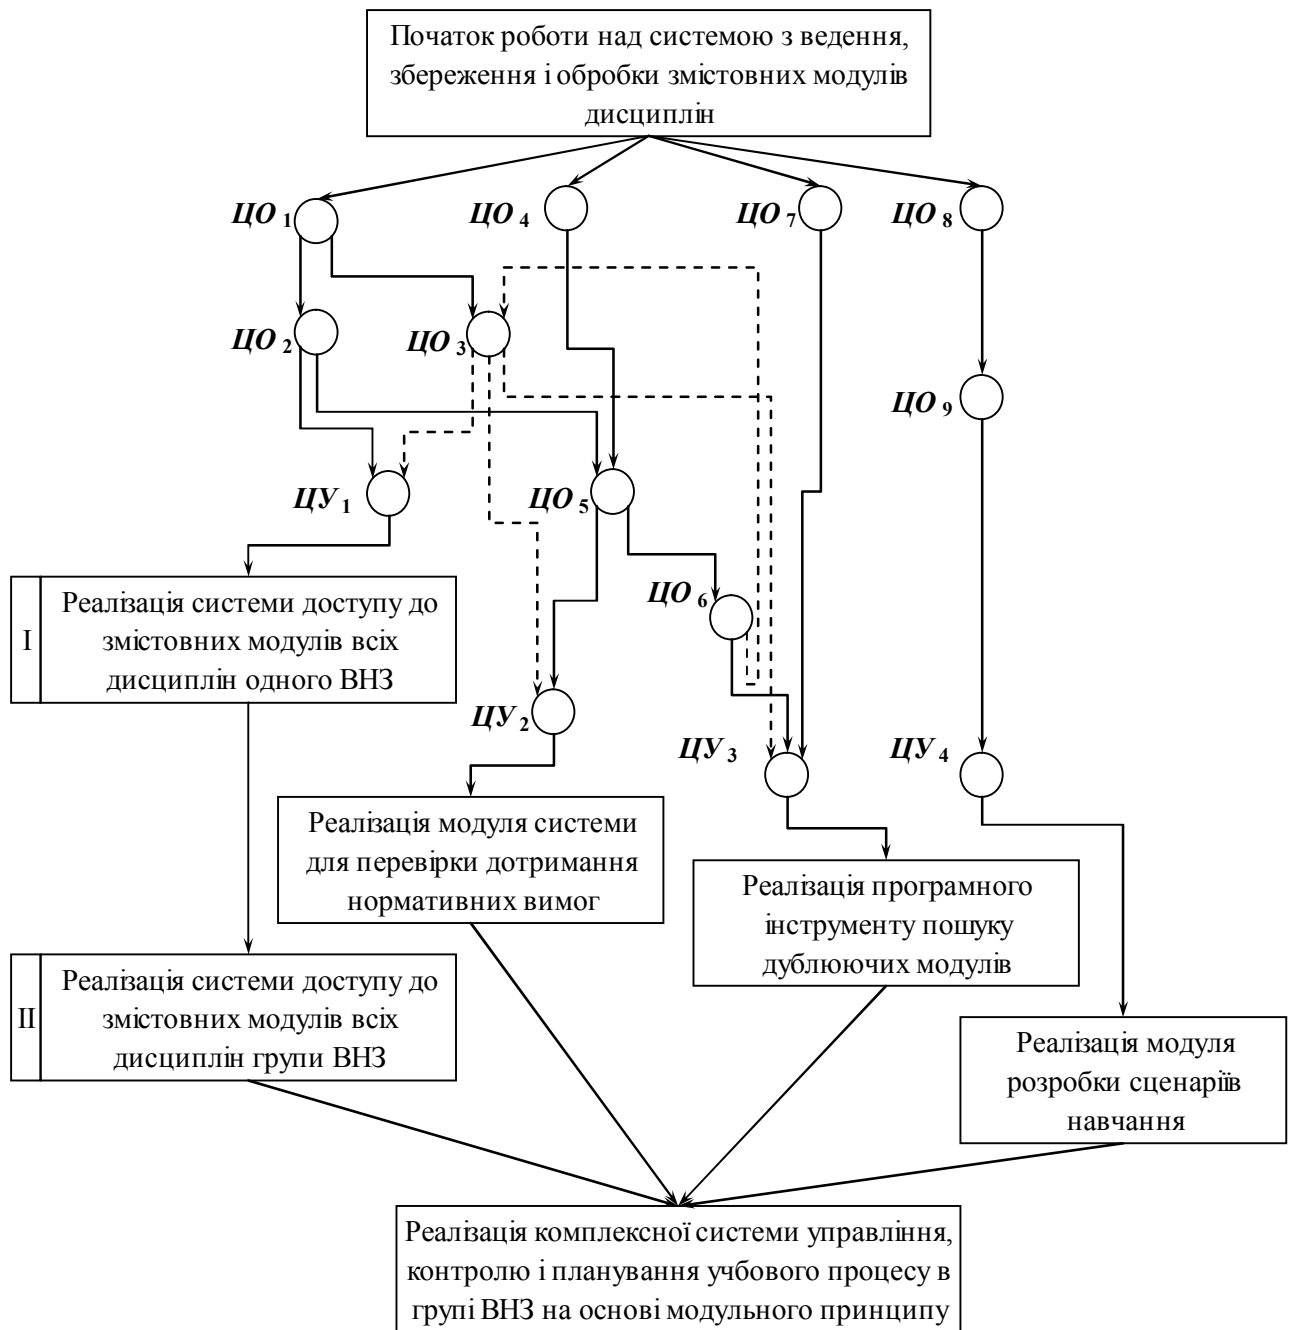 Початок роботи над системою з ведення,
збереження і обробки змістовних модулів
дисциплін
ЦО 1
ЦО 4
ЦО 7
ЦО 8
ЦО 2
ЦО 3
ЦО 9
ЦУ 1
ЦО 5
ЦО 6
I
Реалізація системи доступу до
змістовних модулів всіх
дисциплін одного ВНЗ
ЦУ 2
ЦУ 3
ЦУ 4
Реалізація модуля системи
для перевірки дотримання
нормативних вимог
Реалізація програмного
інструменту пошуку
дублюючих модулів
II
Реалізація системи доступу до
змістовних модулів всіх
дисциплін групи ВНЗ
Реалізація модуля
розробки сценаріїв
навчання
Реалізація комплексної системи управління,
контролю і планування учбового процесу в
групі ВНЗ на основі модульного принципу